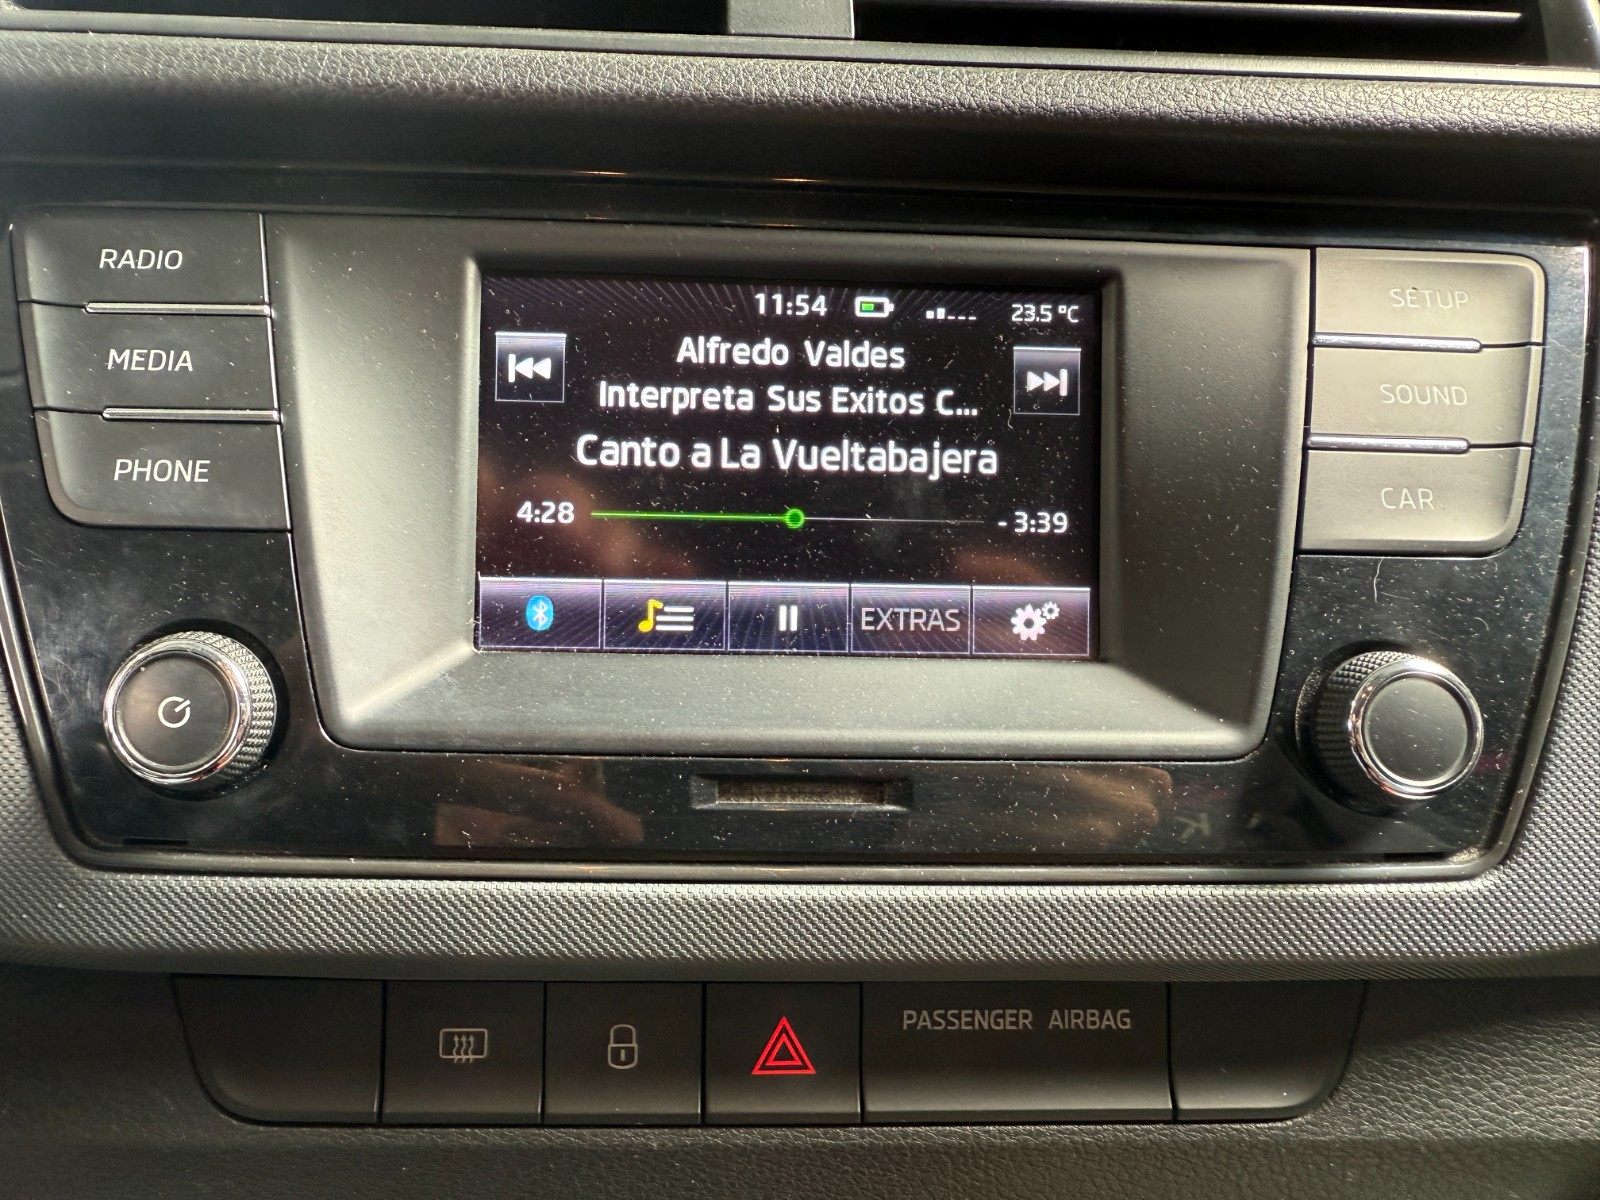 RADIO
MEDIA
PHONE
11:54
23.5 °C
Alfredo Valdes
Interpreta Sus Exitos C...
Canto a La Vueltabajera
4:28
- 3:39
EXTRAS
SETUP
SOUND
CAR
PASSENGER AIRBAG